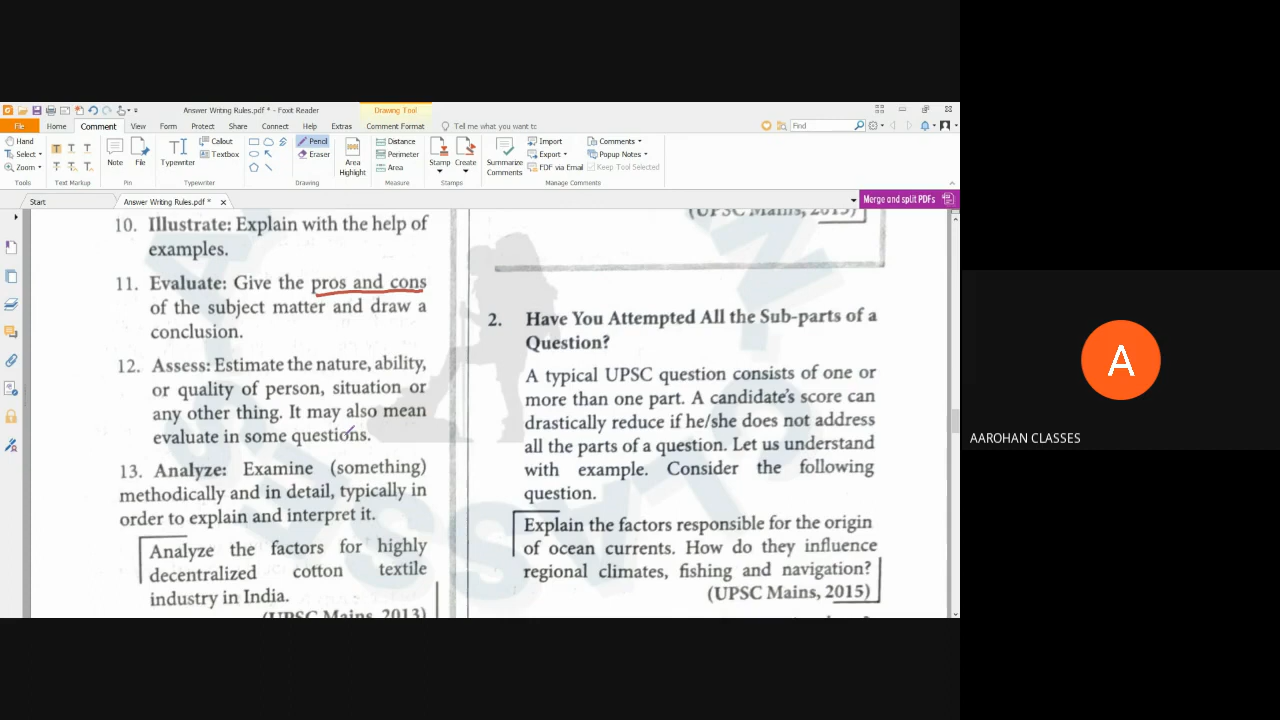 Answer Writing Rules.pdf * - Foxit Reader
Drawing Tool
File Home Comment View Form Protect Share Connect Help Extras Comment Format Tell me what you want tc Find
Hand
Select
Zoom
Tools
Text Markup
Note
File
Pin
Typewriter
Callout
Textbox
Typewriter
Pencil
Eraser
Drawing
Area Highlight
Distance
Perimeter
Area
Measure
Stamp
Create
Stamps
Summarize Comments
Import
Export
FDF via Email
Comments
Popup Notes
Keep Tool Selected
Manage Comments
Start
Answer Writing Rules.pdf *
Merge and split PDFs
10. Illustrate: Explain with the help of
examples.
11. Evaluate: Give the pros and cons
of the subject matter and draw a
conclusion.
12. Assess: Estimate the nature, ability,
or quality of person, situation or
any other thing. It may also mean
evaluate in some questions.
13. Analyze: Examine (something)
methodically and in detail, typically in
order to explain and interpret it.
Analyze the factors for highly
decentralized cotton textile
industry in India.
(UPSC Mains, 2013)
(UPSC Mains, 2015)
2. Have You Attempted All the Sub-parts of a
Question?
A typical UPSC question consists of one or
more than one part. A candidate's score can
drastically reduce if he/she does not address
all the parts of a question. Let us understand
with example. Consider the following
question.
Explain the factors responsible for the origin
of ocean currents. How do they influence
regional climates, fishing and navigation?
(UPSC Mains, 2015)
A
AAROHAN CLASSES